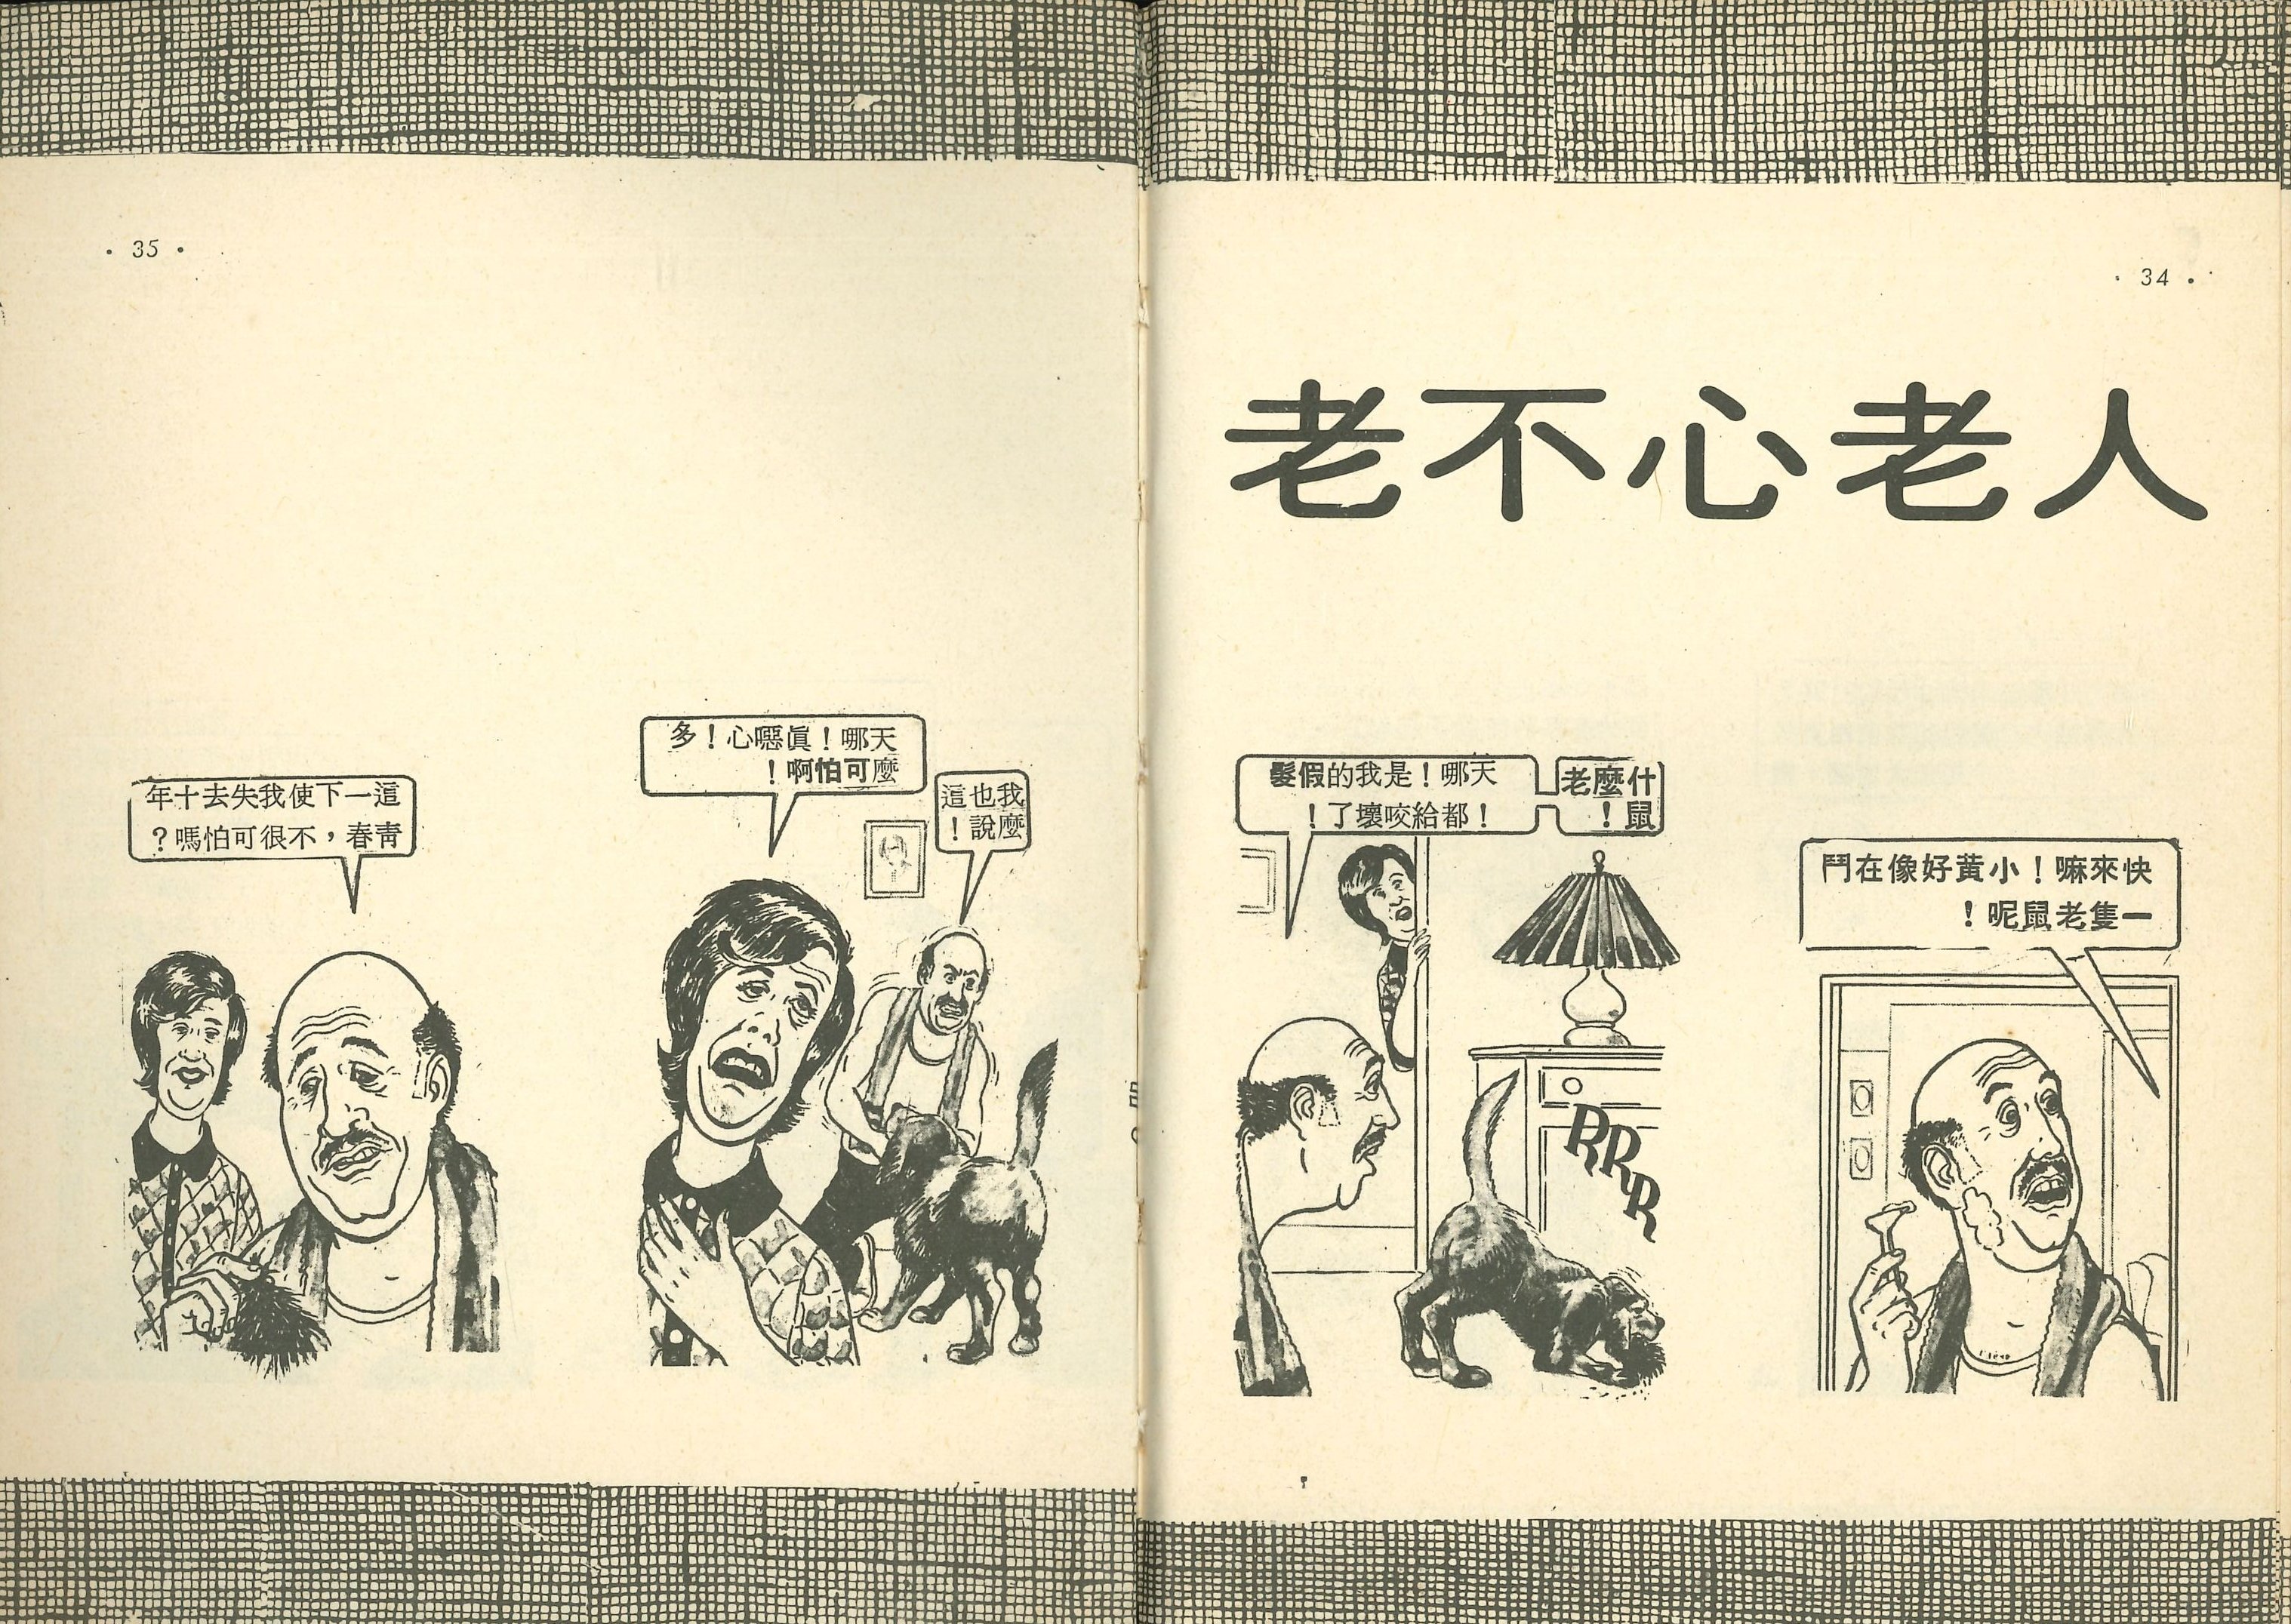 · 34 ·
人老心不老
快來嘛！小黃好像在鬥
一隻老鼠呢！
什麼老
鼠！
天哪！是我的假髮
！都給咬壞了！
RRRR
· 35 ·
我也這
麼說！
天哪！眞噁心！多
麼可怕啊！
這一下使我失去十年
靑春，不很可怕嗎？